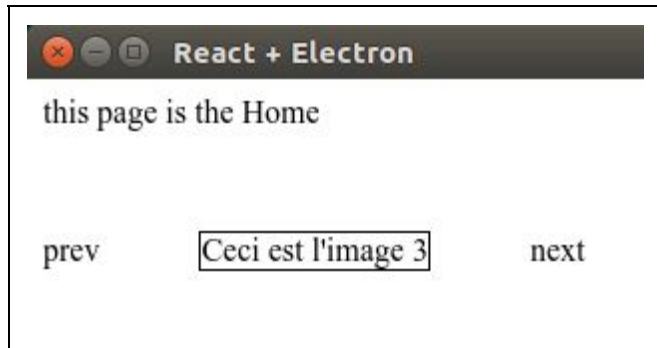 React + Electron
this page is the Home
prev Ceci est l'image 3 next